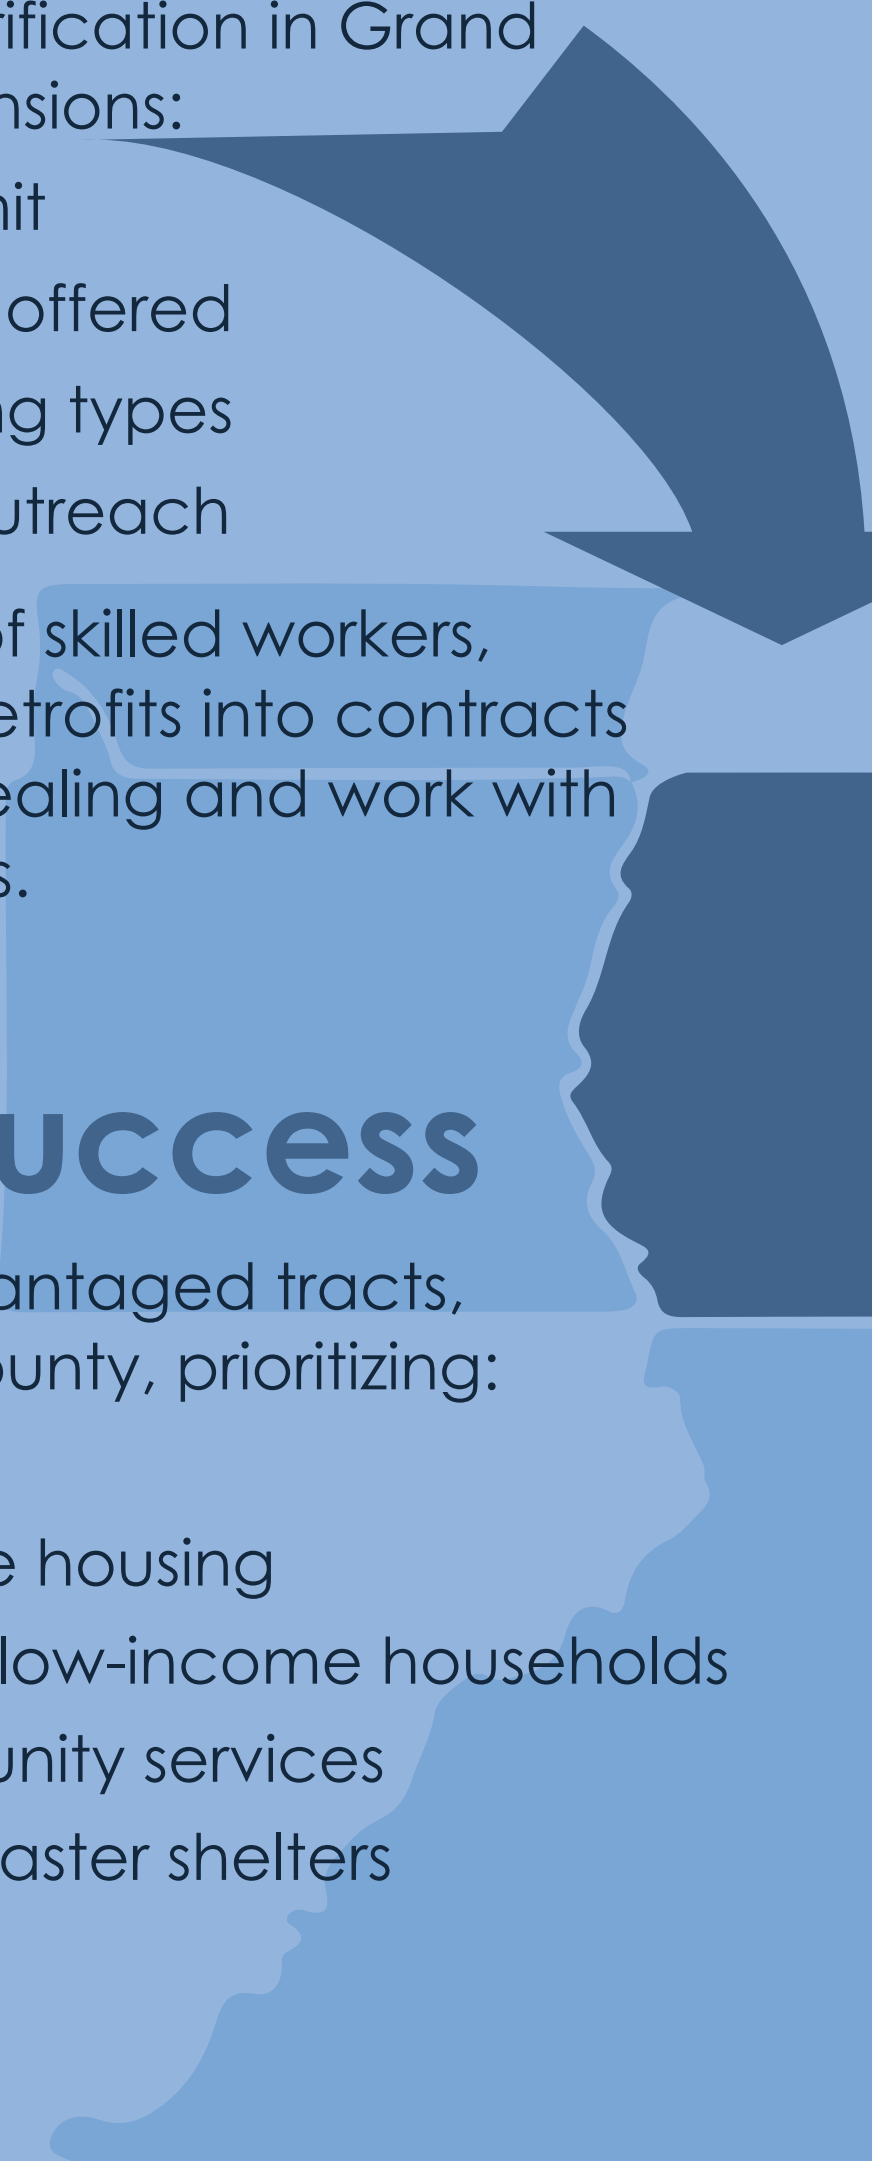 rification in Grand
nsions:
nit
offered
ng types
utreach
of skilled workers,
etrofits into contracts
ealing and work with
s.
uccess
antaged tracts,
ounty, prioritizing:
e housing
low-income households
unity services
aster shelters